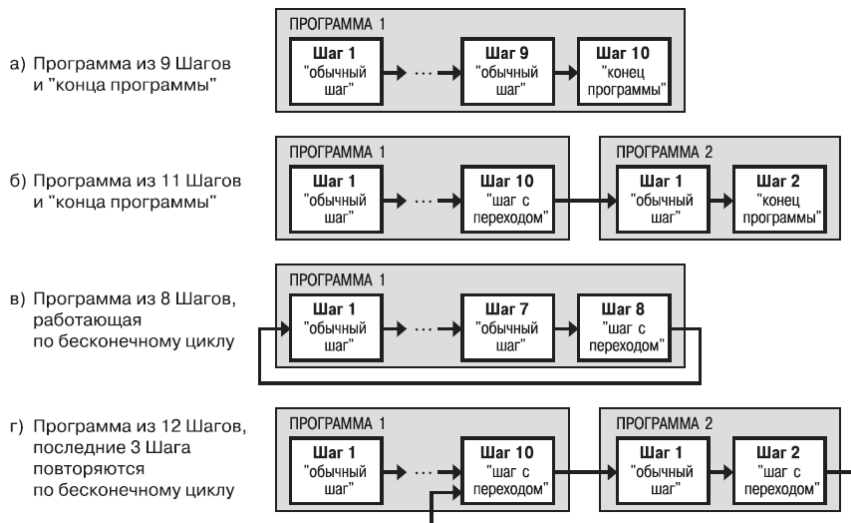 а) Программа из 9 Шагов
и "конца программы"
ПРОГРАММА 1
Шаг 1
"обычный
шаг"
...
Шаг 9
"обычный
шаг"
Шаг 10
"конец
программы"
б) Программа из 11 Шагов
и "конца программы"
ПРОГРАММА 1
Шаг 1
"обычный
шаг"
...
Шаг 10
"шаг с
переходом"
ПРОГРАММА 2
Шаг 1
"обычный
шаг"
Шаг 2
"конец
программы"
в) Программа из 8 Шагов,
работающая
по бесконечному циклу
ПРОГРАММА 1
Шаг 1
"обычный
шаг"
...
Шаг 7
"обычный
шаг"
Шаг 8
"шаг с
переходом"
г) Программа из 12 Шагов,
последние 3 Шага
повторяются
по бесконечному циклу
ПРОГРАММА 1
Шаг 1
"обычный
шаг"
...
Шаг 10
"шаг с
переходом"
ПРОГРАММА 2
Шаг 1
"обычный
шаг"
Шаг 2
"шаг с
переходом"